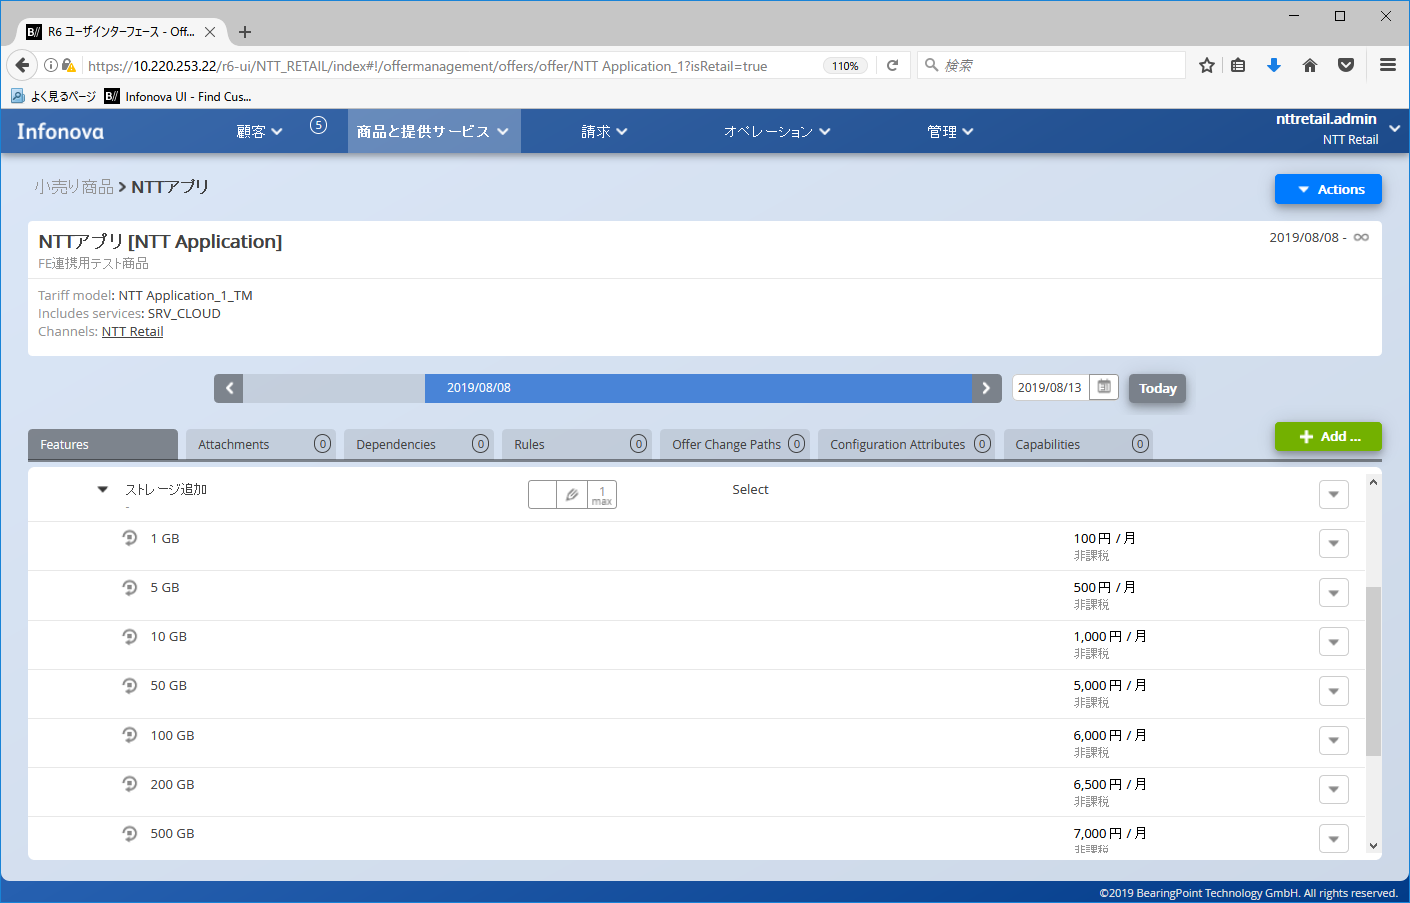 B// R6 ユーザインターフェース - Off...
https://10.220.253.22/r6-ui/NTT_RETAIL/index#!/offermanagement/offers/offer/NTT Application_1?isRetail=true
110%
検索
よく見るページ
B// Infonova UI - Find Cus...
Infonova
顧客
5
商品と提供サービス
請求
オペレーション
管理
nttretail.admin
NTT Retail
小売り商品 > NTTアプリ
Actions
NTTアプリ [NTT Application]
2019/08/08 - ∞
FE連携用テスト商品
Tariff model: NTT Application_1_TM
Includes services: SRV_CLOUD
Channels: NTT Retail
2019/08/08
2019/08/13
Today
Features
Attachments 0
Dependencies 0
Rules 0
Offer Change Paths 0
Configuration Attributes 0
Capabilities 0
Add ...
ストレージ追加
-
1
max
Select
1 GB
100円 / 月
非課税
5 GB
500円 / 月
非課税
10 GB
1,000円 / 月
非課税
50 GB
5,000円 / 月
非課税
100 GB
6,000円 / 月
非課税
200 GB
6,500円 / 月
非課税
500 GB
7,000円 / 月
非課税
©2019 BearingPoint Technology GmbH. All rights reserved.